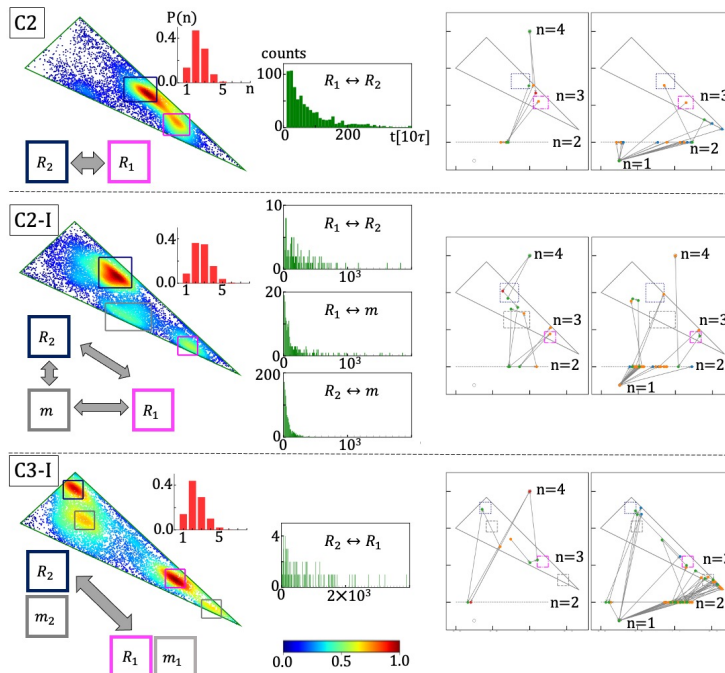 C2
P(n)
0.4
0.0
1
5
n
counts
100
0
R1 ↔ R2
0
200
t[10τ]
R2
R1
n=4
n=3
n=2
n=3
n=2
n=1
C2-I
0.4
0.0
1
5
10
0
R1 ↔ R2
0
10³
20
0
R1 ↔ m
0
10³
200
0
R2 ↔ m
0
10³
R2
m
R1
n=4
n=3
n=2
n=4
n=3
n=2
n=1
C3-I
0.4
0.0
1
5
4
2
0
R2 ↔ R1
0
2×10³
R2
m2
R1
m1
0.0
0.5
1.0
n=4
n=3
n=2
n=2
n=1